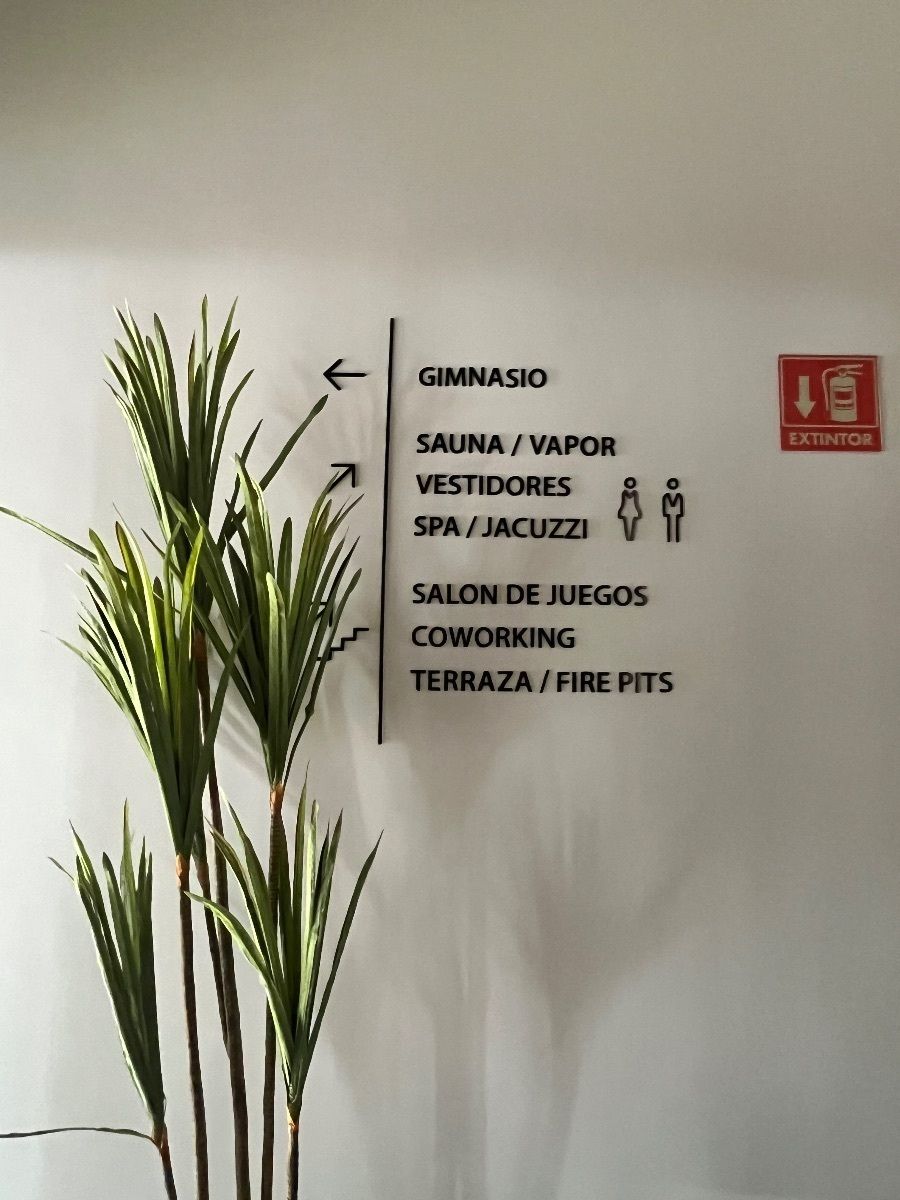 GIMNASIO
SAUNA / VAPOR
VESTIDORES
SPA / JACUZZI
SALON DE JUEGOS
COWORKING
TERRAZA / FIRE PITS
EXTINTOR